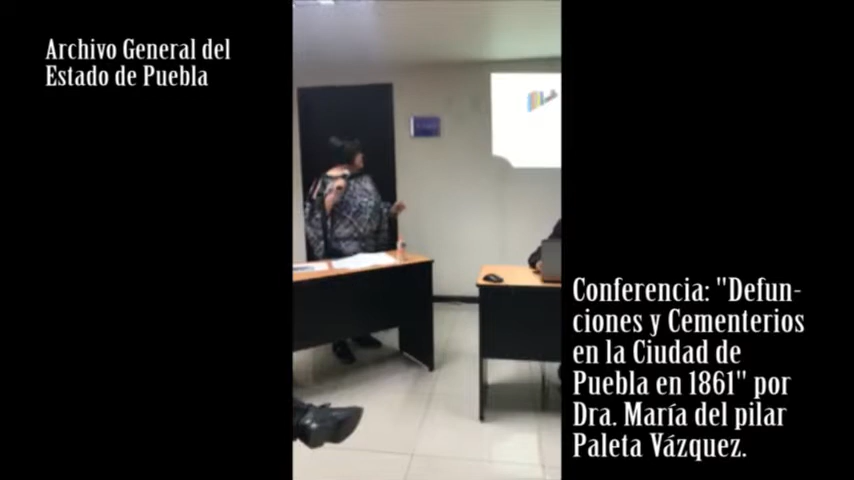 Archivo General del
Estado de Puebla
Conferencia: "Defun-
ciones y Cementerios
en la Ciudad de
Puebla en 1861" por
Dra. María del pilar
Paleta Vázquez.